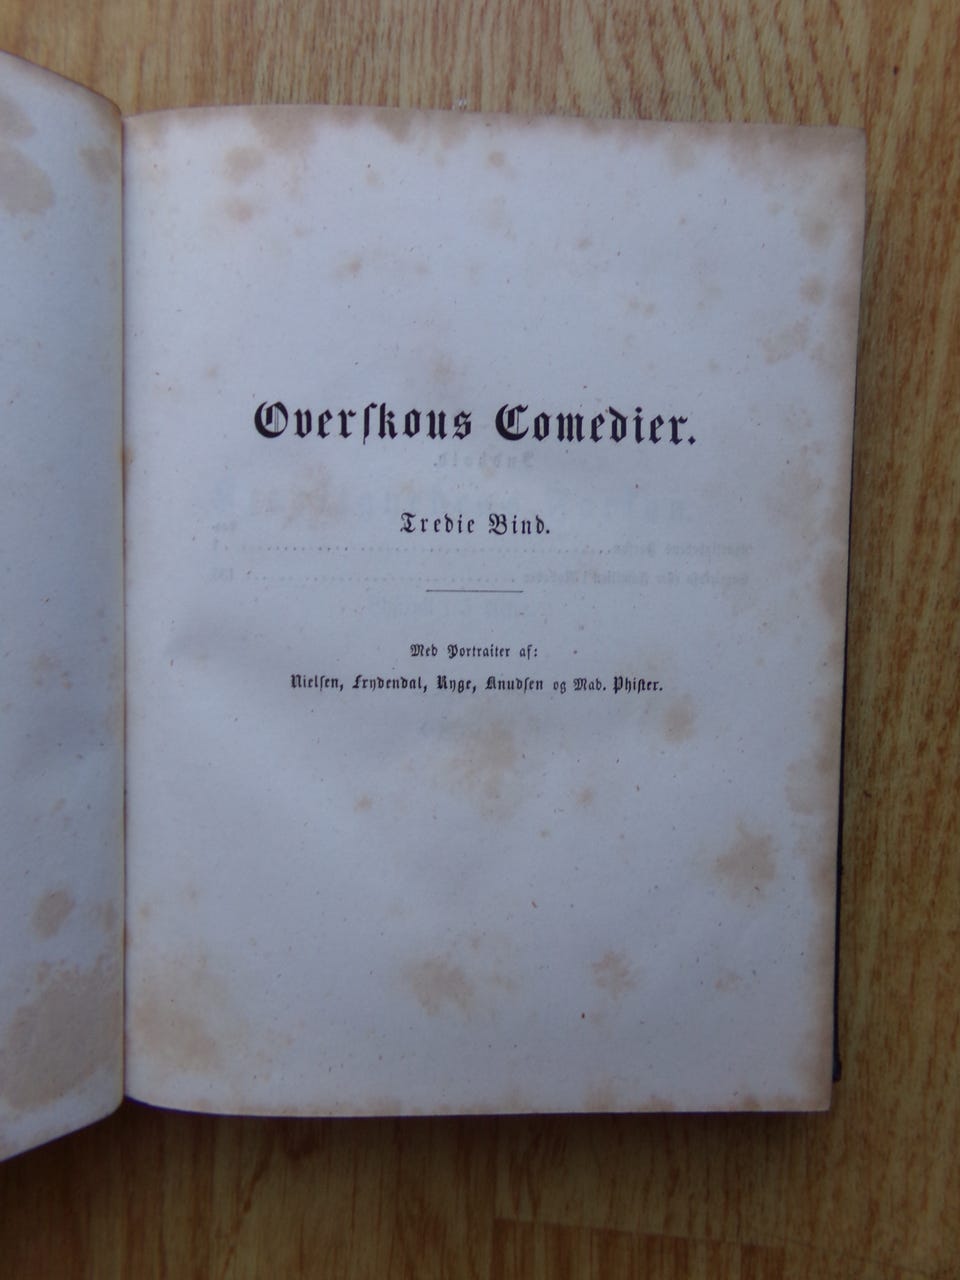 Overſkous Comedier.
Tredie Bind.
Med Portraiter af:
Nielſen, Frydendal, Ryge, Knudſen og Mad. Phiſter.